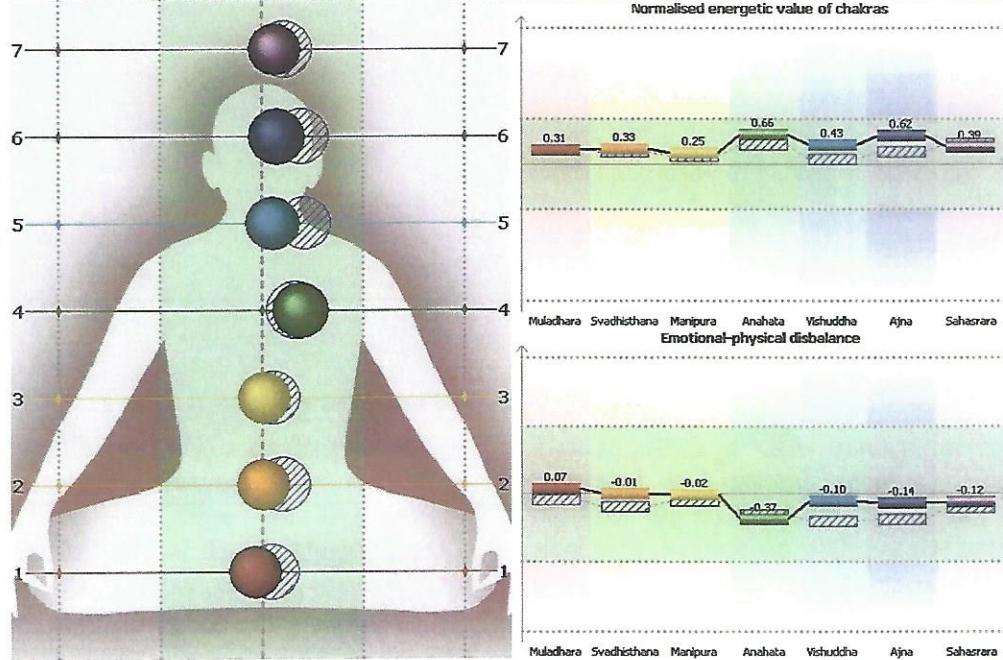 7 7
6 6
5 5
4 4
3 3
2 2
1 1
Normalised energetic value of chakras
0.31 0.33 0.25 0.66 0.43 0.62 0.39
Muladhara Svadhisthana Manipura Anahata Vishuddha Ajna Sahasrara
Emotional-physical disbalance
0.07 -0.01 -0.02 -0.37 -0.10 -0.14 -0.12
Muladhara Svadhisthana Manipura Anahata Vishuddha Ajna Sahasrara